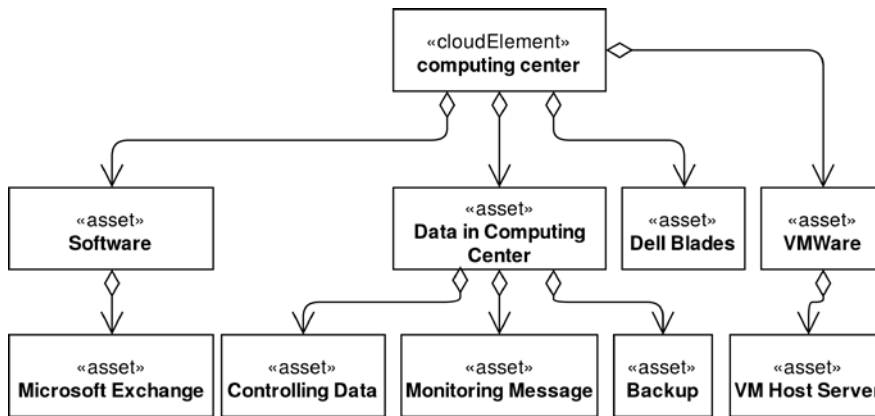 «cloudElement»
computing center
«asset»
Software
«asset»
Data in Computing
Center
«asset»
Dell Blades
«asset»
VMWare
«asset»
Microsoft Exchange
«asset»
Controlling Data
«asset»
Monitoring Message
«asset»
Backup
«asset»
VM Host Server